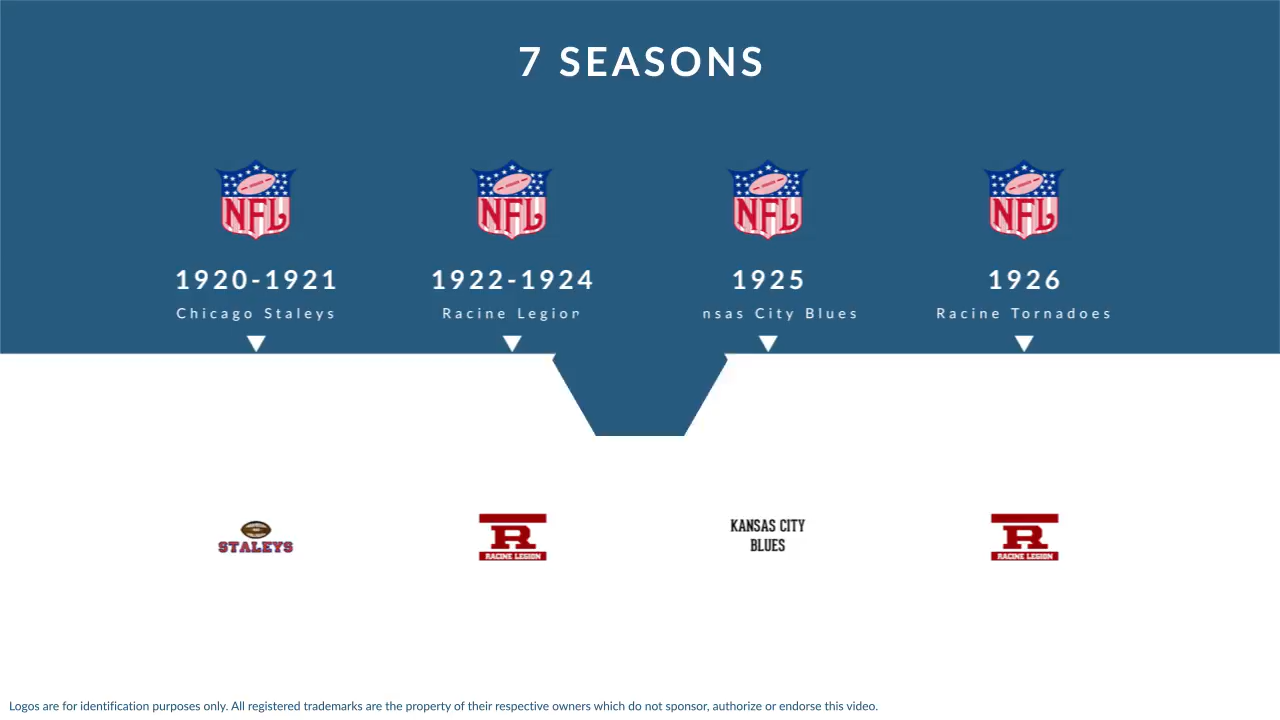 7 SEASONS
NFL NFL NFL NFL
1920-1921 1922-1924 1925 1926
Chicago Staleys Racine Legion nsas City Blues Racine Tornadoes
STALEYS R KANSAS CITY R
RACINE LEGION BLUES RACINE LEGION
Logos are for identification purposes only. All registered trademarks are the property of their respective owners which do not sponsor, authorize or endorse this video.